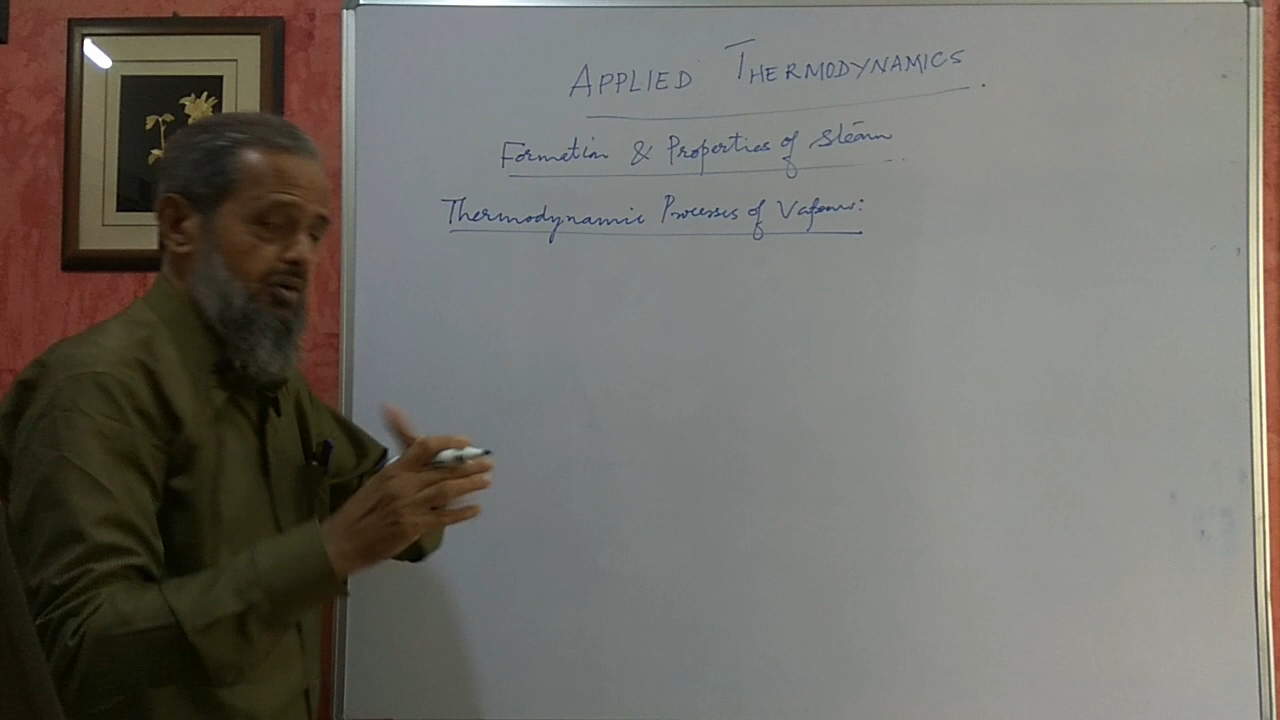 APPLIED THERMODYNAMICS.
Formation & Properties of Steam
Thermodynamic Processes of Vapour: